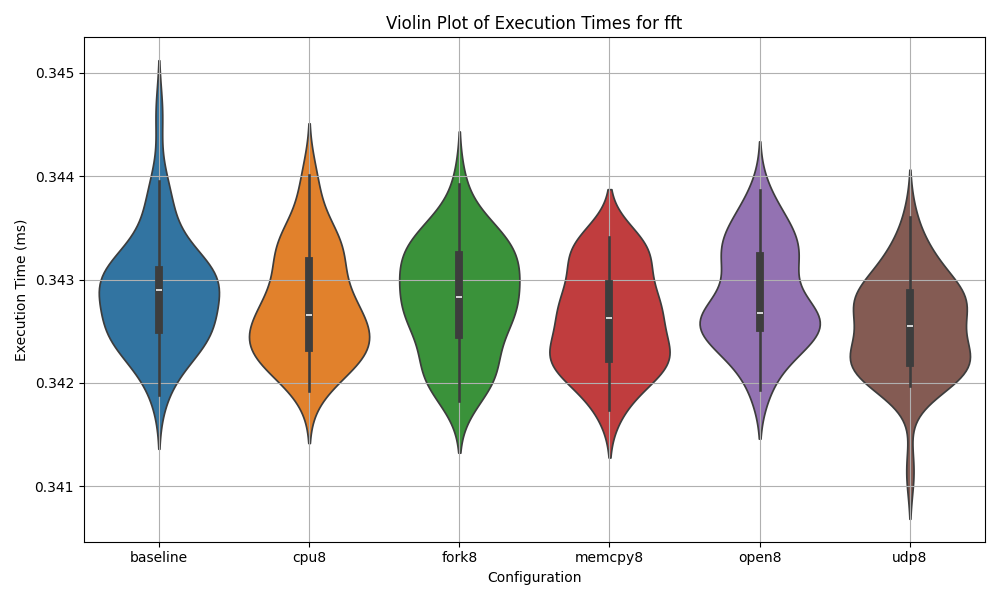 Violin Plot of Execution Times for fft
0.345
0.344
0.343
0.342
0.341
Execution Time (ms)
baseline cpu8 fork8 memcpy8 open8 udp8
Configuration